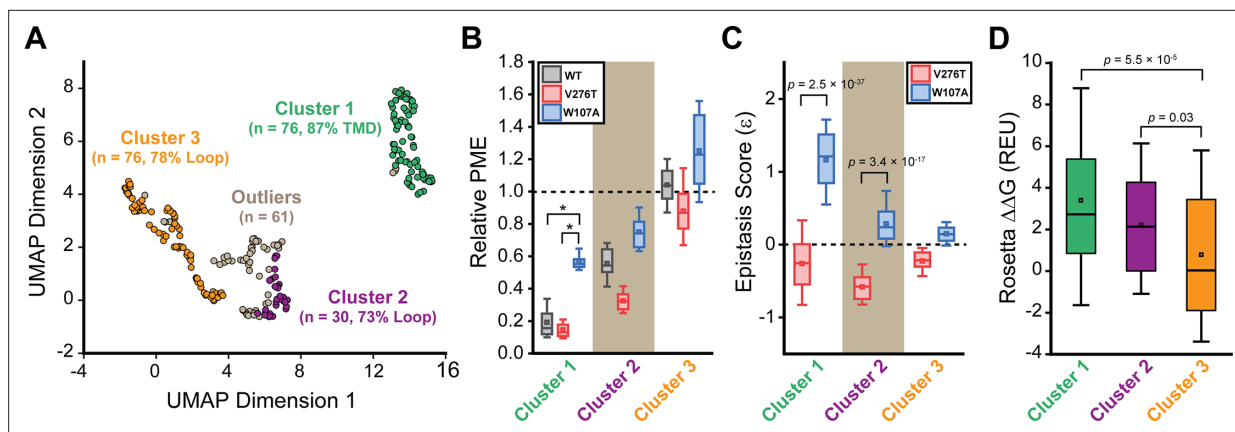 A
8
6
4
2
0
-2
-4
0
4
8
12
16
UMAP Dimension 2
UMAP Dimension 1
Cluster 1
(n = 76, 87% TMD)
Cluster 3
(n = 76, 78% Loop)
Outliers
(n = 61)
Cluster 2
(n = 30, 73% Loop)
B
1.8
1.6
1.4
1.2
1.0
0.8
0.6
0.4
0.2
0.0
Relative PME
WT
V276T
W107A
*
*
Cluster 1
Cluster 2
Cluster 3
C
2
1
0
-1
Epistasis Score (ε)
V276T
W107A
p = 2.5 × 10-37
p = 3.4 × 10-17
Cluster 1
Cluster 2
Cluster 3
D
10
8
6
4
2
0
-2
-4
Rosetta ΔΔG (REU)
p = 5.5 × 10-5
p = 0.03
Cluster 1
Cluster 2
Cluster 3